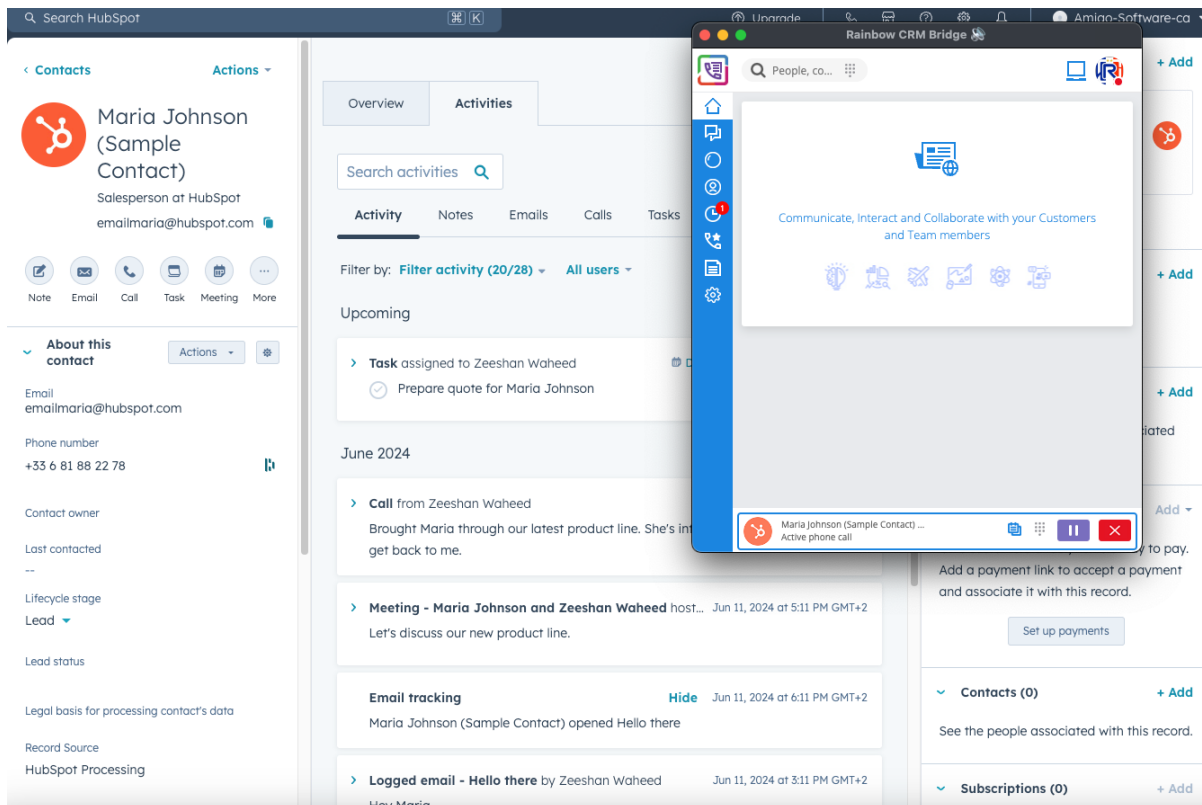 Search HubSpot
⌘ K
Upgrade
Amigo-Software-ca
Contacts
Actions
Maria Johnson
(Sample
Contact)
Salesperson at HubSpot
emailmaria@hubspot.com
Note
Email
Call
Task
Meeting
More
About this
contact
Actions
Email
emailmaria@hubspot.com
Phone number
+33 6 81 88 22 78
Contact owner
Last contacted
--
Lifecycle stage
Lead
Lead status
Legal basis for processing contact's data
Record Source
HubSpot Processing
Overview
Activities
Search activities
Activity
Notes
Emails
Calls
Tasks
Filter by: Filter activity (20/28)
All users
Upcoming
Task assigned to Zeeshan Waheed
D
Prepare quote for Maria Johnson
June 2024
Call from Zeeshan Waheed
Brought Maria through our latest product line. She's int
get back to me.
Meeting - Maria Johnson and Zeeshan Waheed host...
Jun 11, 2024 at 5:11 PM GMT+2
Let's discuss our new product line.
Email tracking
Hide
Jun 11, 2024 at 6:11 PM GMT+2
Maria Johnson (Sample Contact) opened Hello there
Logged email - Hello there by Zeeshan Waheed
Jun 11, 2024 at 3:11 PM GMT+2
Rainbow CRM Bridge
People, co...
R
1
Communicate, Interact and Collaborate with your Customers
and Team members
Maria Johnson (Sample Contact) ...
Active phone call
+ Add
+ Add
+ Add
ciated
Add
y to pay.
Add a payment link to accept a payment
and associate it with this record.
Set up payments
Contacts (0)
+ Add
See the people associated with this record.
Subscriptions (0)
+ Add